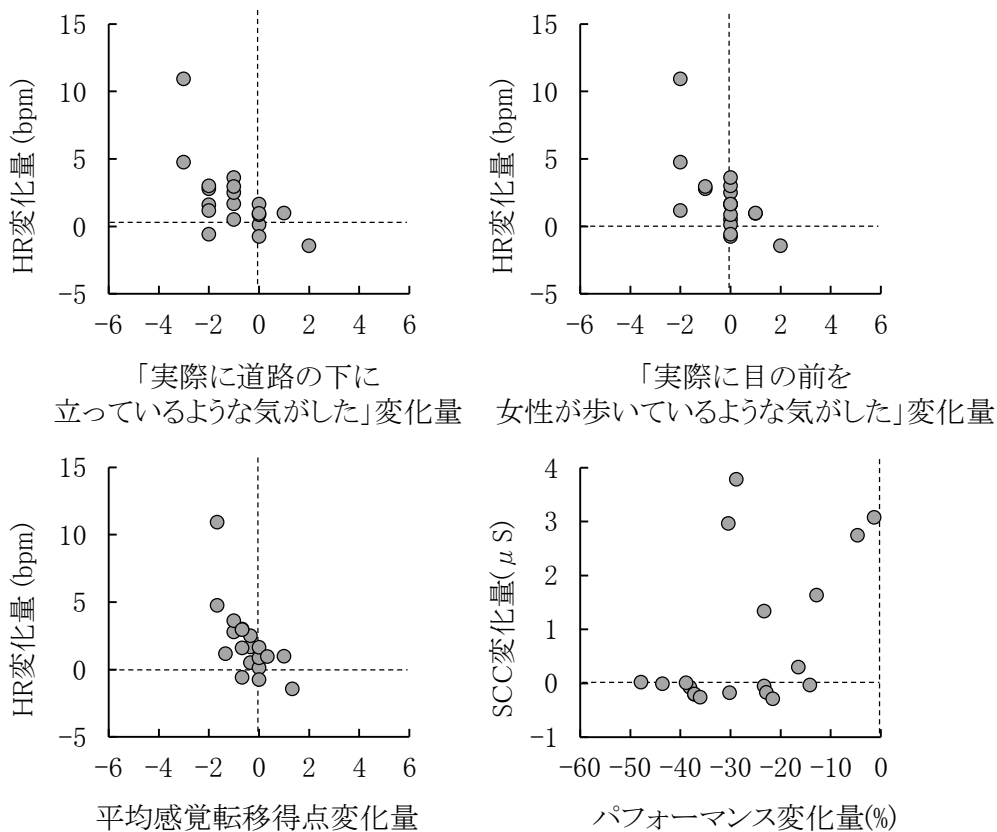 15
10
5
0
−5
−6 −4 −2 0 2 4 6
HR変化量 (bpm)
「実際に道路の下に
立っているような気がした」変化量
15
10
5
0
−5
−6 −4 −2 0 2 4 6
HR変化量 (bpm)
「実際に目の前を
女性が歩いているような気がした」変化量
15
10
5
0
−5
−6 −4 −2 0 2 4 6
HR変化量 (bpm)
平均感覚転移得点変化量
4
3
2
1
0
−1
−60 −50 −40 −30 −20 −10 0
SCC変化量(μS)
パフォーマンス変化量(%)